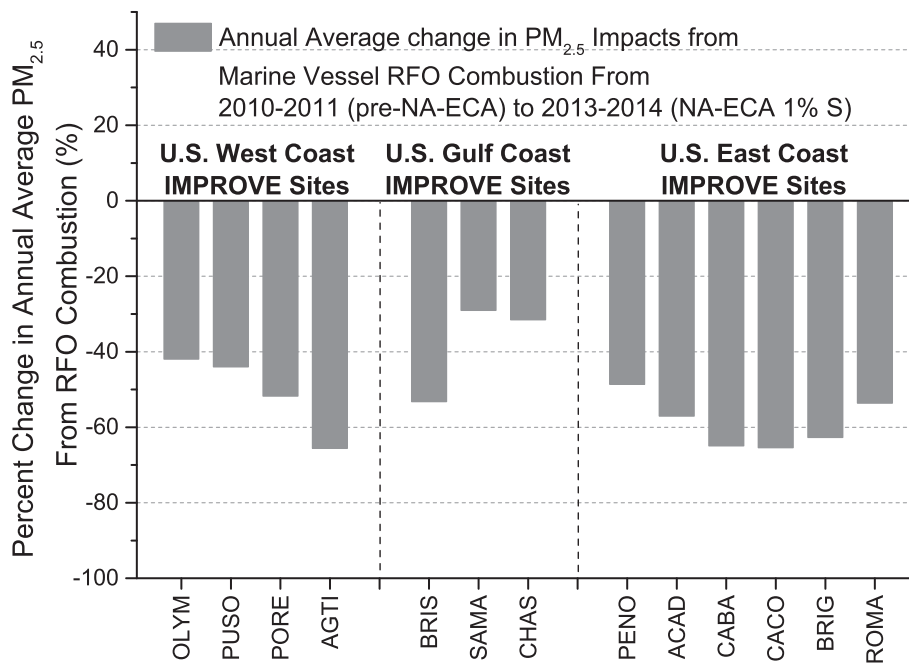 Percent Change in Annual Average PM2.5
From RFO Combustion (%)
Annual Average change in PM2.5 Impacts from
Marine Vessel RFO Combustion From
2010-2011 (pre-NA-ECA) to 2013-2014 (NA-ECA 1% S)
U.S. West Coast
IMPROVE Sites
U.S. Gulf Coast
IMPROVE Sites
U.S. East Coast
IMPROVE Sites
40
20
0
-20
-40
-60
-80
-100
OLYM
PUSO
PORE
AGTI
BRIS
SAMA
CHAS
PENO
ACAD
CABA
CACO
BRIG
ROMA